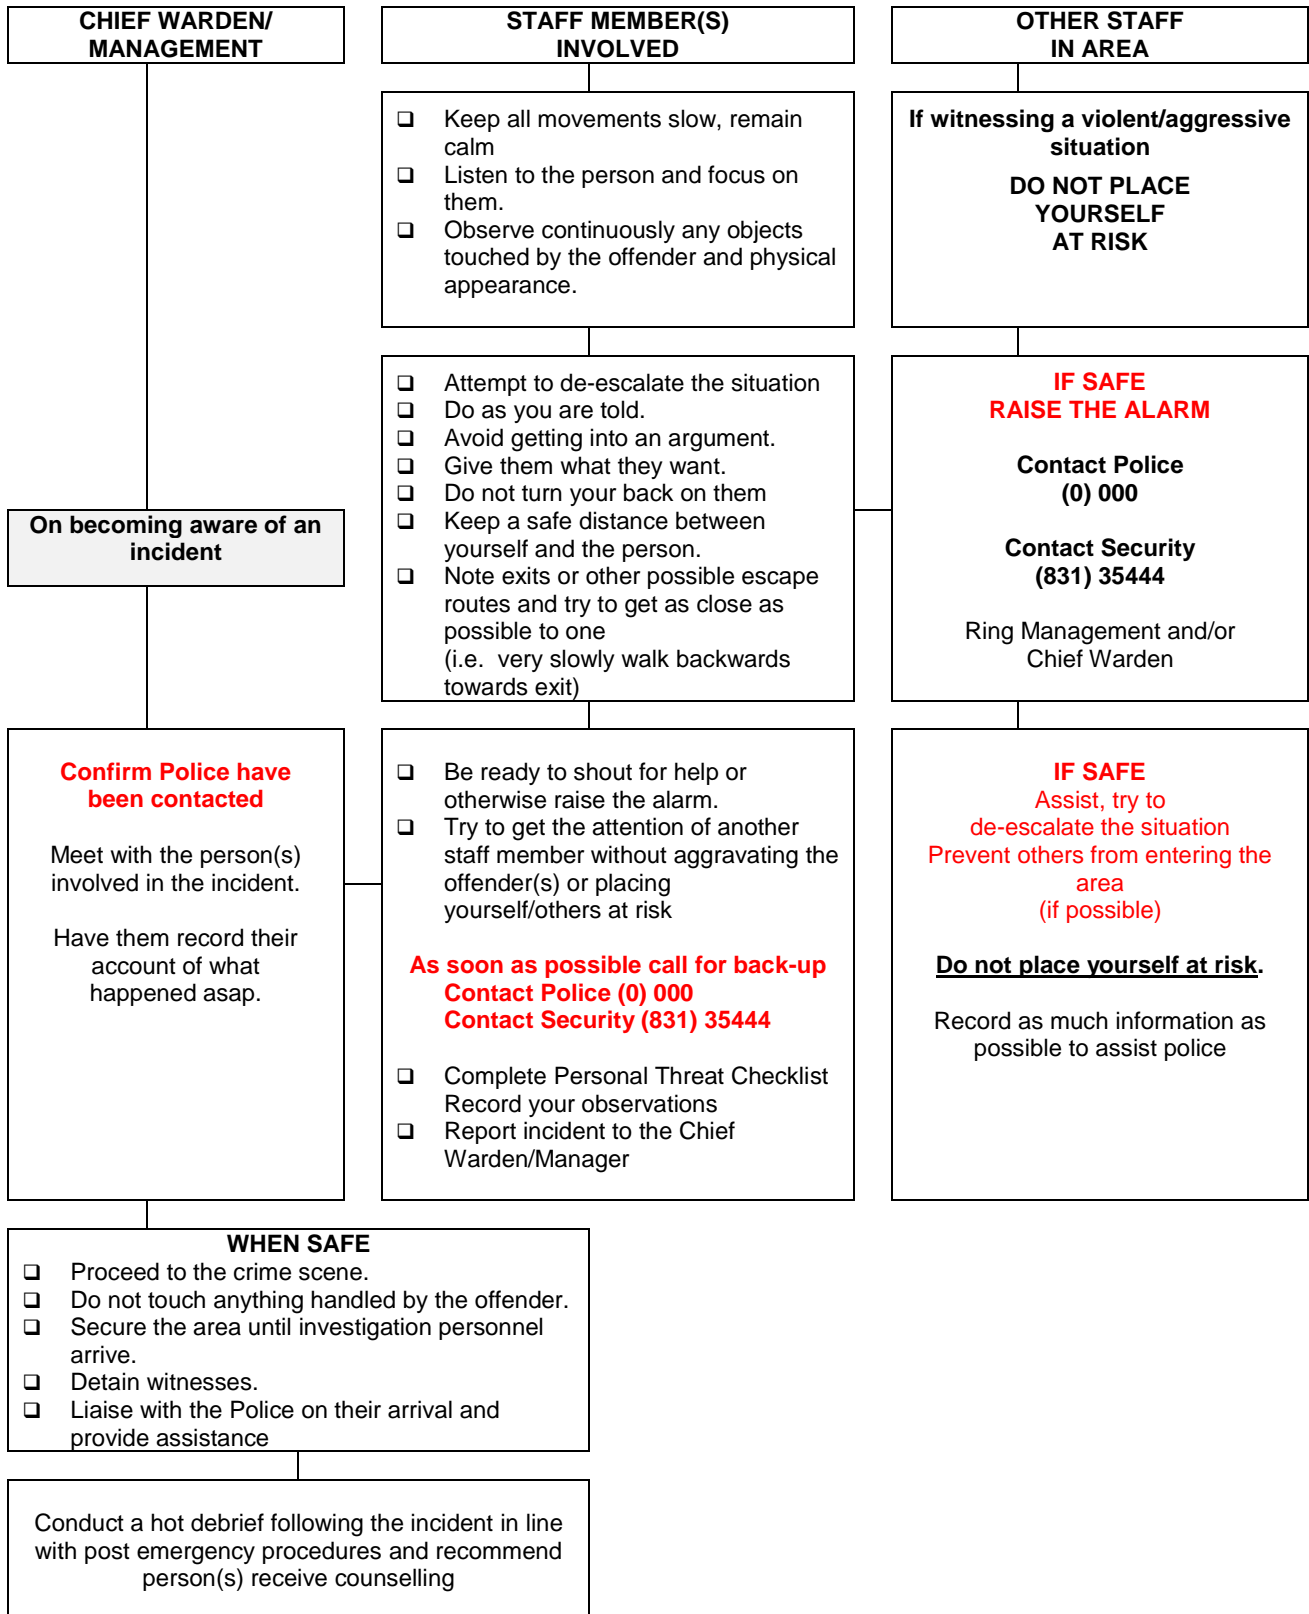 CHIEF WARDEN/
MANAGEMENT
STAFF MEMBER(S)
INVOLVED
OTHER STAFF
IN AREA
❑ Keep all movements slow, remain
calm
❑ Listen to the person and focus on
them.
❑ Observe continuously any objects
touched by the offender and physical
appearance.
If witnessing a violent/aggressive
situation
DO NOT PLACE
YOURSELF
AT RISK
On becoming aware of an
incident
❑ Attempt to de-escalate the situation
❑ Do as you are told.
❑ Avoid getting into an argument.
❑ Give them what they want.
❑ Do not turn your back on them
❑ Keep a safe distance between
yourself and the person.
❑ Note exits or other possible escape
routes and try to get as close as
possible to one
(i.e. very slowly walk backwards
towards exit)
IF SAFE
RAISE THE ALARM
Contact Police
(0) 000
Contact Security
(831) 35444
Ring Management and/or
Chief Warden
Confirm Police have
been contacted
Meet with the person(s)
involved in the incident.
Have them record their
account of what
happened asap.
❑ Be ready to shout for help or
otherwise raise the alarm.
❑ Try to get the attention of another
staff member without aggravating the
offender(s) or placing
yourself/others at risk
As soon as possible call for back-up
Contact Police (0) 000
Contact Security (831) 35444
❑ Complete Personal Threat Checklist
Record your observations
❑ Report incident to the Chief
Warden/Manager
IF SAFE
Assist, try to
de-escalate the situation
Prevent others from entering the
area
(if possible)
Do not place yourself at risk.
Record as much information as
possible to assist police
WHEN SAFE
❑ Proceed to the crime scene.
❑ Do not touch anything handled by the offender.
❑ Secure the area until investigation personnel
arrive.
❑ Detain witnesses.
❑ Liaise with the Police on their arrival and
provide assistance
Conduct a hot debrief following the incident in line
with post emergency procedures and recommend
person(s) receive counselling